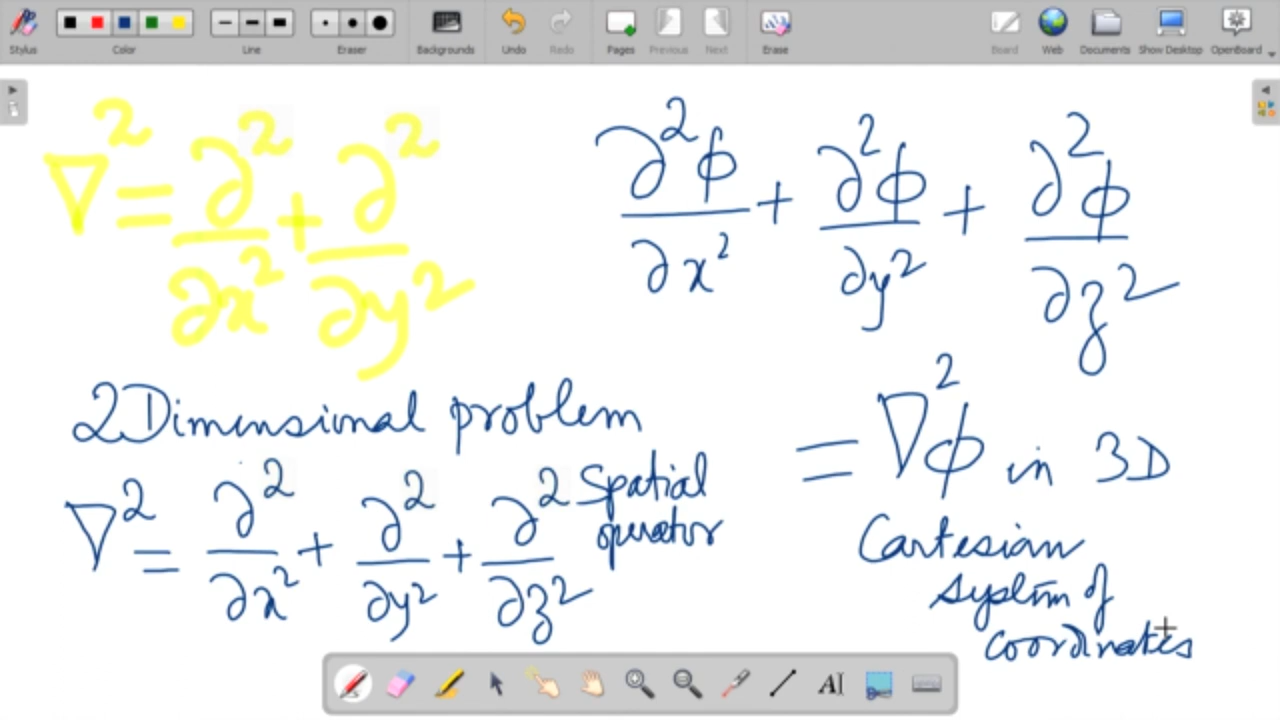 Stylus Color Line Eraser Backgrounds Undo Redo Pages Previous Next Erase Board Web Documents Show Desktop OpenBoard
∇² = ∂²/∂x² + ∂²/∂y²
∂²φ/∂x² + ∂²φ/∂y² + ∂²φ/∂z²
= ∇²φ in 3D
Cartesian
system of
coordinates
2Dimensional problem
∇² = ∂²/∂x² + ∂²/∂y² + ∂²/∂z²
Spatial
operator
AI